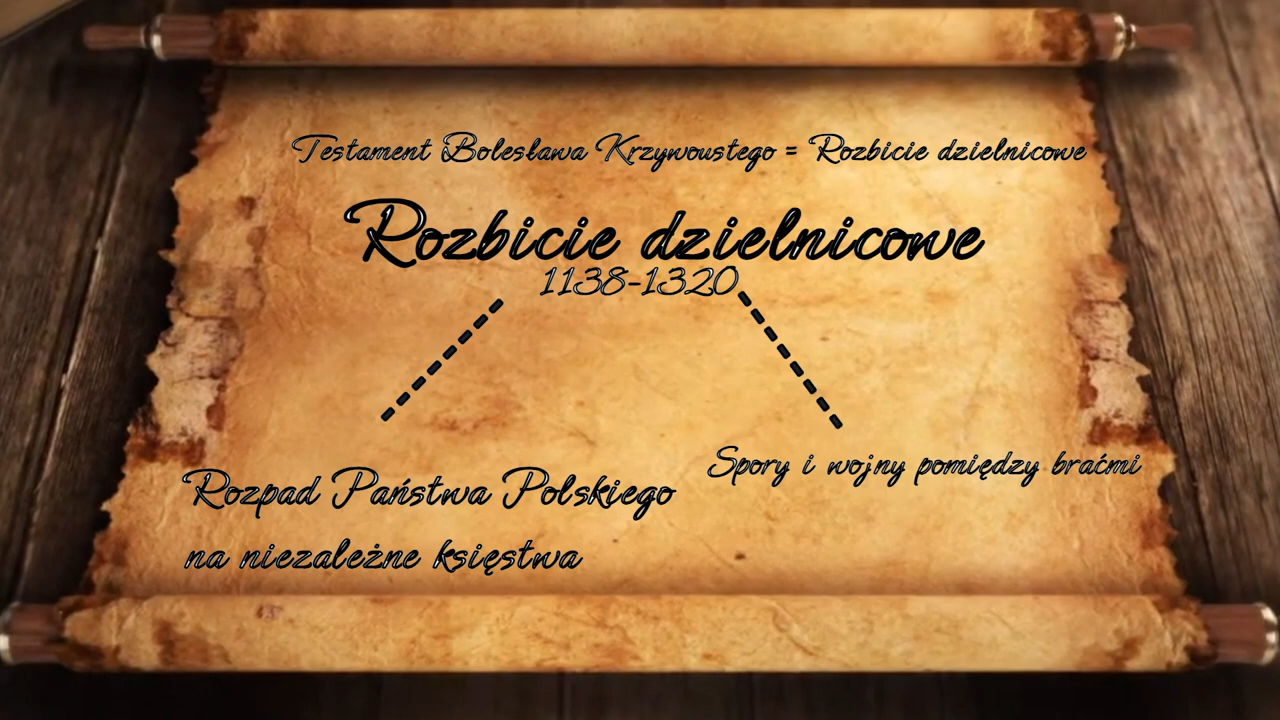 Testament Bolesława Krzywoustego = Rozbicie dzielnicowe
Rozbicie dzielnicowe
1138-1320
Spory i wojny pomiędzy braćmi
Rozpad Państwa Polskiego
na niezależne księstwa